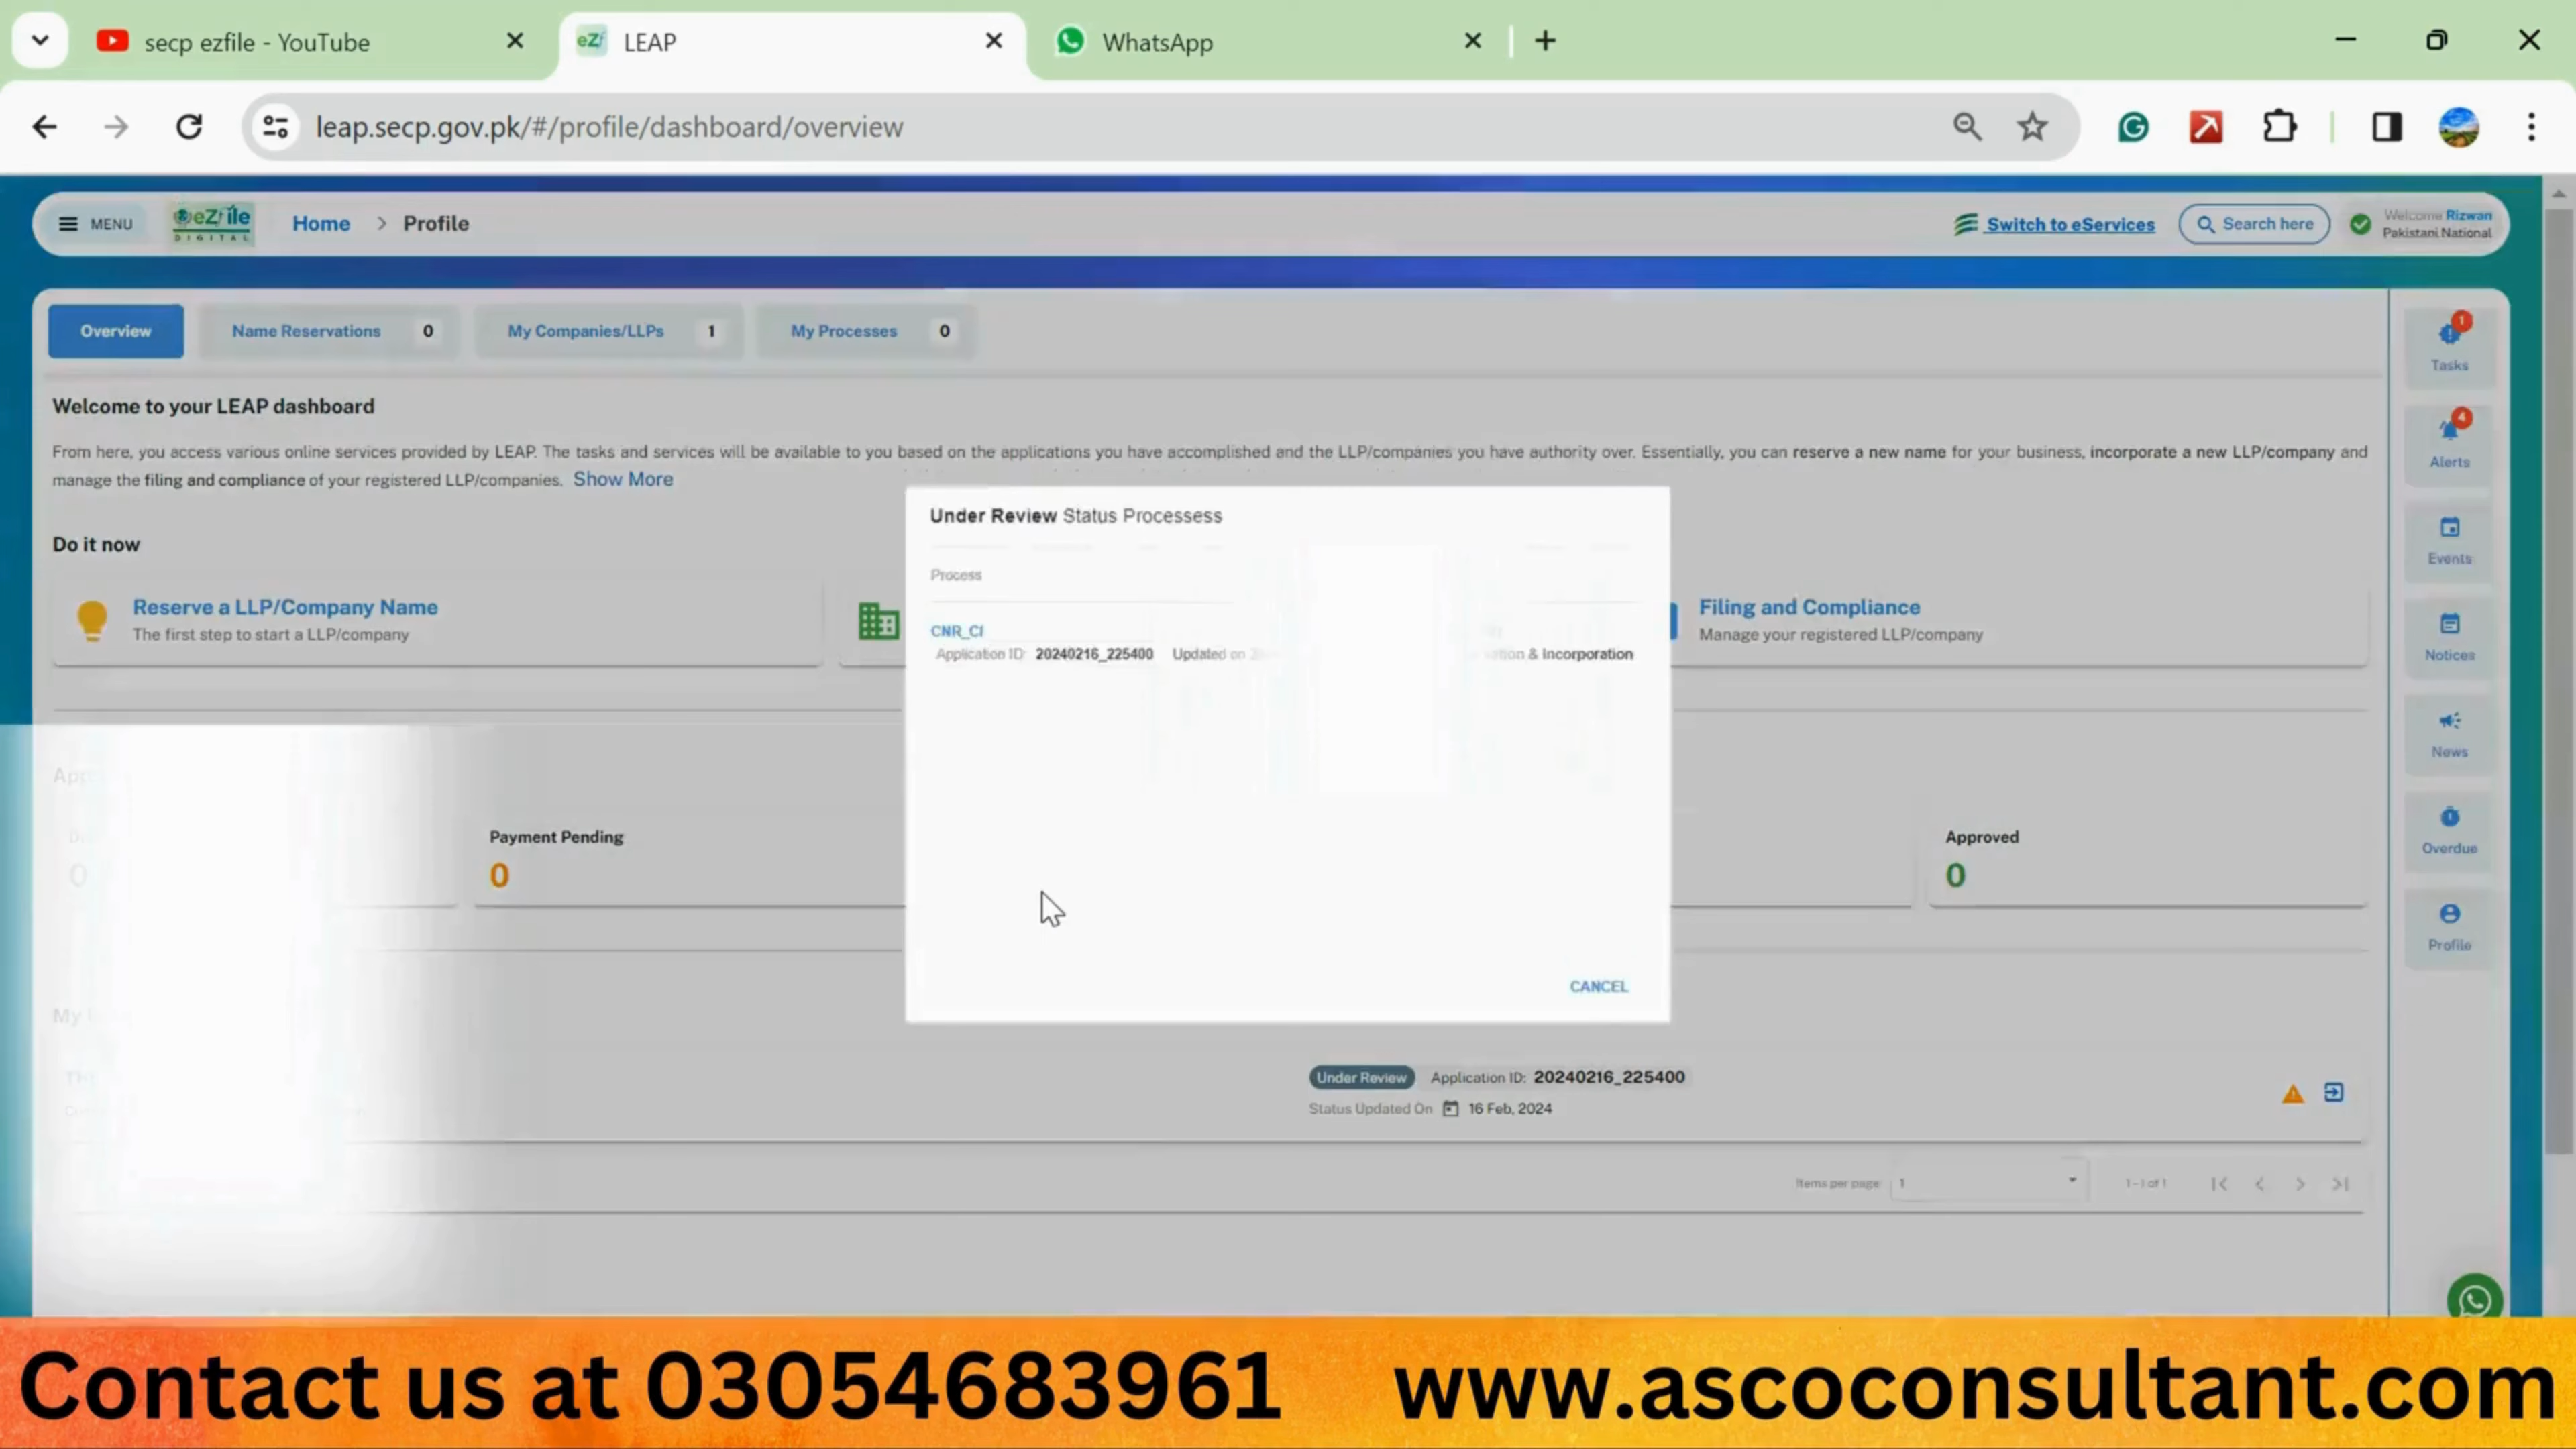 secp ezfile - YouTube
LEAP
WhatsApp
leap.secp.gov.pk/#/profile/dashboard/overview
MENU
eZfile
DIGITAL
Home > Profile
Switch to eServices
Search here
Welcome Rizwan
Pakistani National
Overview
Name Reservations 0
My Companies/LLPs 1
My Processes 0
Welcome to your LEAP dashboard
From here, you access various online services provided by LEAP. The tasks and services will be available to you based on the applications you have accomplished and the LLP/companies you have authority over. Essentially, you can reserve a new name for your business, incorporate a new LLP/company and
manage the filing and compliance of your registered LLP/companies. Show More
Do it now
Reserve a LLP/Company Name
The first step to start a LLP/company
Filing and Compliance
Manage your registered LLP/company
Under Review Status Processess
Process
CNR_CI
Application ID: 20240216_225400 Updated on
& Incorporation
CANCEL
0
Payment Pending
0
Approved
0
My
Under Review Application ID: 20240216_225400
Status Updated On 16 Feb, 2024
Items per page 1
1 – 1 of 1
1
Tasks
4
Alerts
Events
Notices
News
Overdue
Profile
Contact us at 03054683961 www.ascoconsultant.com